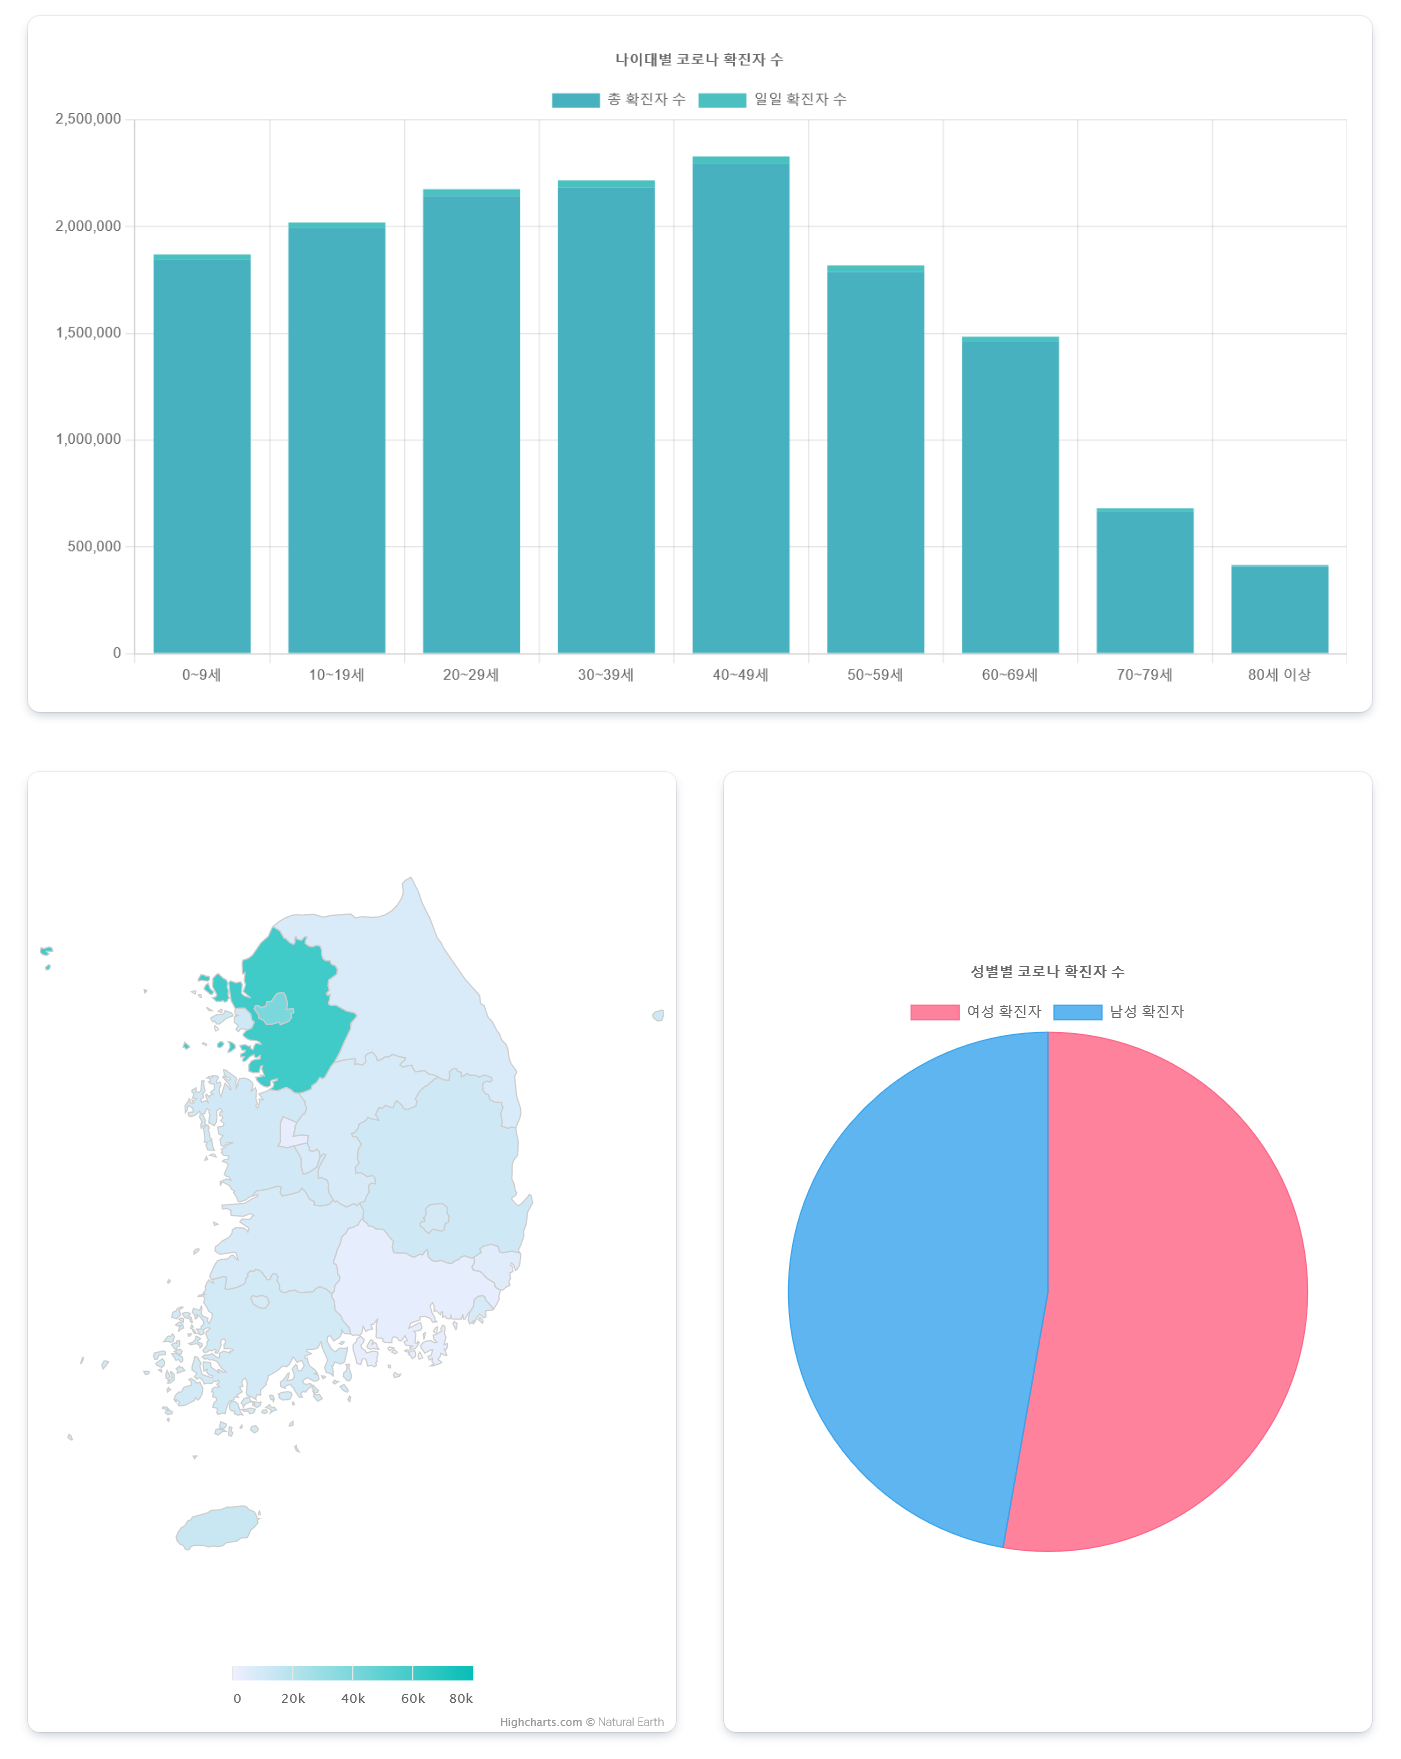 나이대별 코로나 확진자 수
총 확진자 수 일일 확진자 수
2,500,000
2,000,000
1,500,000
1,000,000
500,000
0
0~9세 10~19세 20~29세 30~39세 40~49세 50~59세 60~69세 70~79세 80세 이상
성별별 코로나 확진자 수
여성 확진자 남성 확진자
0 20k 40k 60k 80k
Highcharts.com © Natural Earth